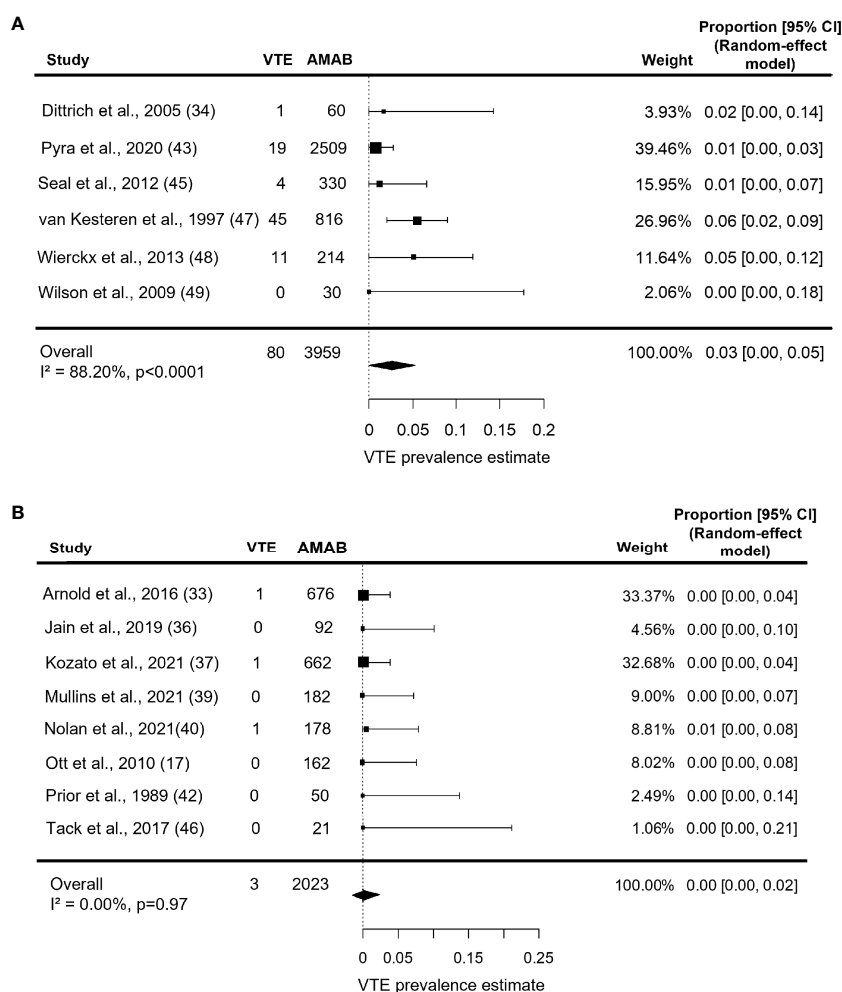 A
Study VTE AMAB Weight Proportion [95% CI]
(Random-effect
model)
Dittrich et al., 2005 (34) 1 60 3.93% 0.02 [0.00, 0.14]
Pyra et al., 2020 (43) 19 2509 39.46% 0.01 [0.00, 0.03]
Seal et al., 2012 (45) 4 330 15.95% 0.01 [0.00, 0.07]
van Kesteren et al., 1997 (47) 45 816 26.96% 0.06 [0.02, 0.09]
Wierckx et al., 2013 (48) 11 214 11.64% 0.05 [0.00, 0.12]
Wilson et al., 2009 (49) 0 30 2.06% 0.00 [0.00, 0.18]
Overall 80 3959 100.00% 0.03 [0.00, 0.05]
I² = 88.20%, p<0.0001
0 0.05 0.1 0.15 0.2
VTE prevalence estimate
B
Study VTE AMAB Weight Proportion [95% CI]
(Random-effect
model)
Arnold et al., 2016 (33) 1 676 33.37% 0.00 [0.00, 0.04]
Jain et al., 2019 (36) 0 92 4.56% 0.00 [0.00, 0.10]
Kozato et al., 2021 (37) 1 662 32.68% 0.00 [0.00, 0.04]
Mullins et al., 2021 (39) 0 182 9.00% 0.00 [0.00, 0.07]
Nolan et al., 2021(40) 1 178 8.81% 0.01 [0.00, 0.08]
Ott et al., 2010 (17) 0 162 8.02% 0.00 [0.00, 0.08]
Prior et al., 1989 (42) 0 50 2.49% 0.00 [0.00, 0.14]
Tack et al., 2017 (46) 0 21 1.06% 0.00 [0.00, 0.21]
Overall 3 2023 100.00% 0.00 [0.00, 0.02]
I² = 0.00%, p=0.97
0 0.05 0.15 0.25
VTE prevalence estimate